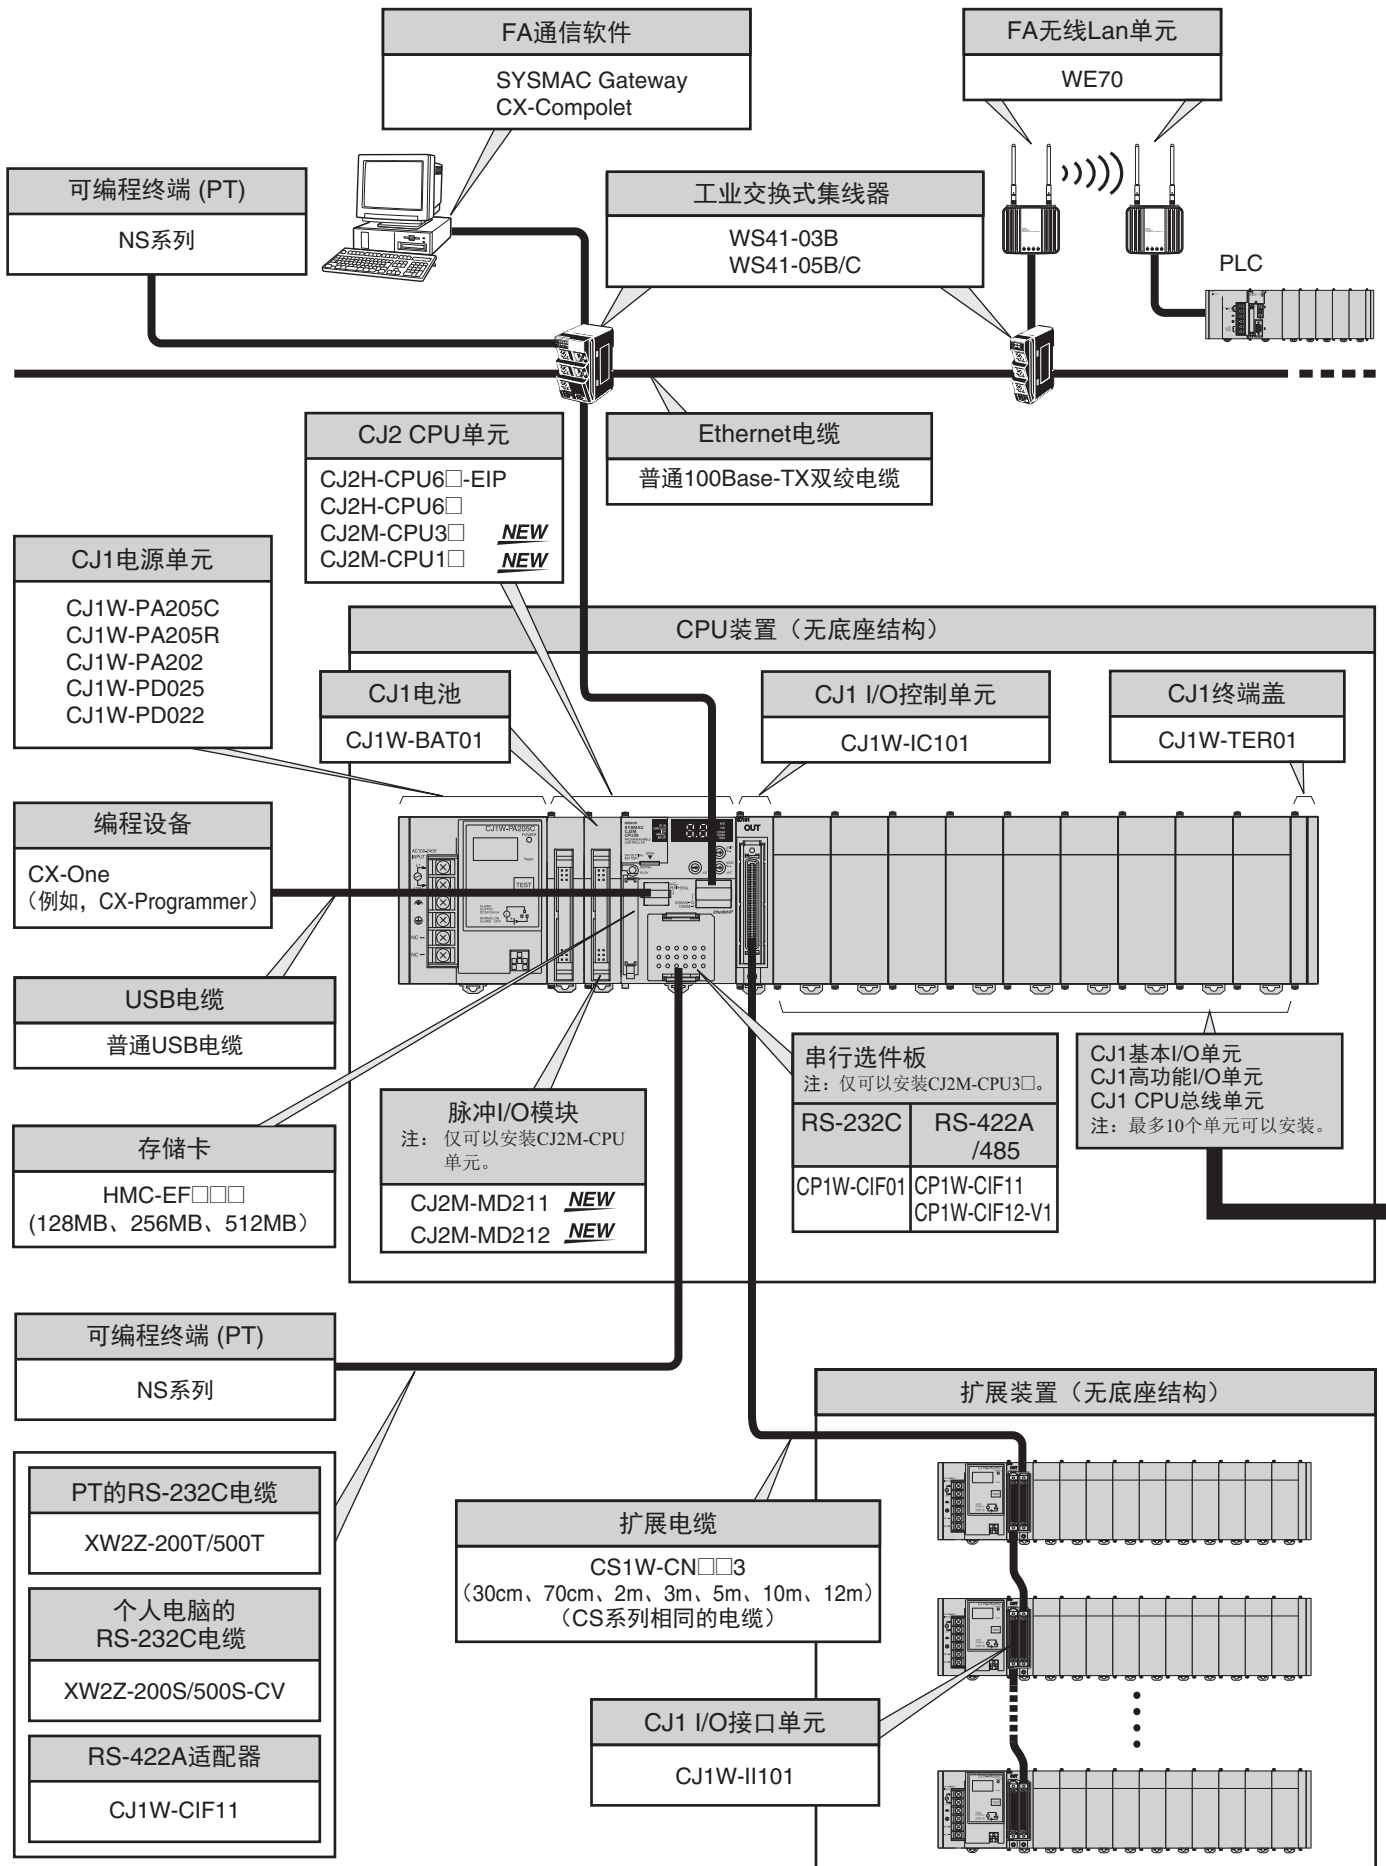 FA通信软件
SYSMAC Gateway
CX-Compolet
FA无线Lan单元
WE70
可编程终端 (PT)
NS系列
工业交换式集线器
WS41-03B
WS41-05B/C
PLC
CJ2 CPU单元
CJ2H-CPU6□-EIP
CJ2H-CPU6□
CJ2M-CPU3□ NEW
CJ2M-CPU1□ NEW
Ethernet电缆
普通100Base-TX双绞电缆
CJ1电源单元
CJ1W-PA205C
CJ1W-PA205R
CJ1W-PA202
CJ1W-PD025
CJ1W-PD022
CPU装置（无底座结构）
CJ1电池
CJ1W-BAT01
CJ1 I/O控制单元
CJ1W-IC101
CJ1终端盖
CJ1W-TER01
编程设备
CX-One
（例如，CX-Programmer）
CJ1W-PA205C
POWER
TEST
AC100-240V
INPUT
NC
NC
SYSMAC
CJ2M
OUT
USB电缆
普通USB电缆
存储卡
HMC-EF□□□
(128MB、256MB、512MB）
脉冲I/O模块
注： 仅可以安装CJ2M-CPU
单元。
CJ2M-MD211 NEW
CJ2M-MD212 NEW
串行选件板
注：仅可以安装CJ2M-CPU3□。
RS-232C
RS-422A
/485
CP1W-CIF01
CP1W-CIF11
CP1W-CIF12-V1
CJ1基本I/O单元
CJ1高功能I/O单元
CJ1 CPU总线单元
注：最多10个单元可以安装。
可编程终端 (PT)
NS系列
PT的RS-232C电缆
XW2Z-200T/500T
个人电脑的
RS-232C电缆
XW2Z-200S/500S-CV
RS-422A适配器
CJ1W-CIF11
扩展装置（无底座结构）
扩展电缆
CS1W-CN□□3
（30cm、70cm、2m、3m、5m、10m、12m）
（CS系列相同的电缆）
CJ1 I/O接口单元
CJ1W-II101